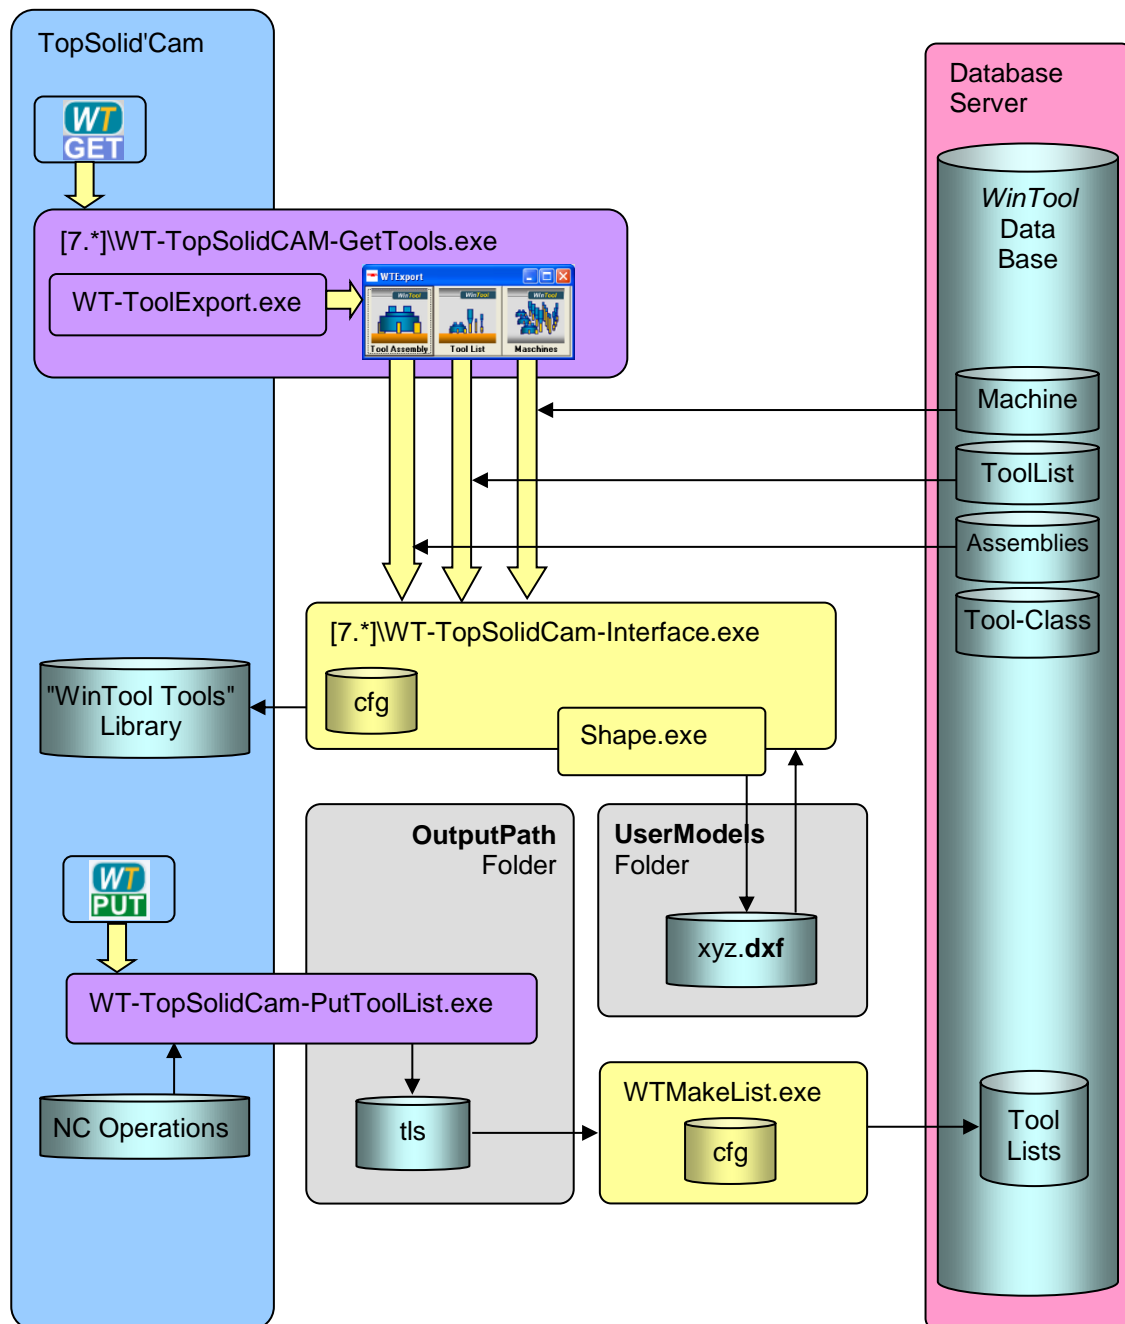 TopSolid'Cam
WT
GET
[7.*]\WT-TopSolidCAM-GetTools.exe
WT-ToolExport.exe
WTExport
WinTool
WinTool
WinTool
Tool Assembly
Tool List
Maschines
Database
Server
WinTool
Data
Base
Machine
ToolList
Assemblies
Tool-Class
[7.*]\WT-TopSolidCam-Interface.exe
cfg
Shape.exe
"WinTool Tools"
Library
OutputPath
Folder
UserModels
Folder
xyz.dxf
WT
PUT
WT-TopSolidCam-PutToolList.exe
NC Operations
tls
WTMakeList.exe
cfg
Tool
Lists